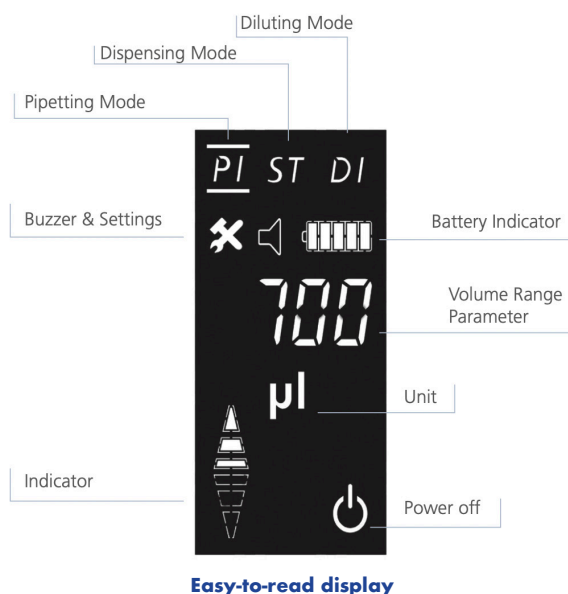 Diluting Mode
Dispensing Mode
Pipetting Mode
PI ST DI
Buzzer & Settings
Battery Indicator
700
Volume Range
Parameter
µl
Unit
Indicator
Power off
Easy-to-read display